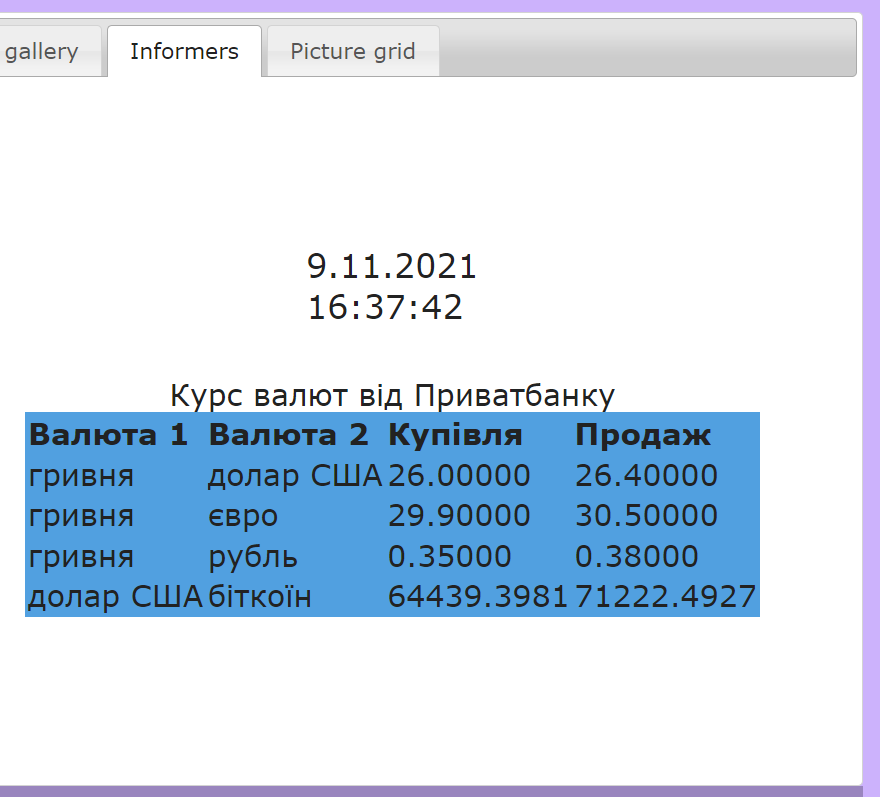 gallery Informers Picture grid
9.11.2021
16:37:42
Курс валют від Приватбанку
Валюта 1 Валюта 2 Купівля Продаж
гривня долар США 26.00000 26.40000
гривня євро 29.90000 30.50000
гривня рубль 0.35000 0.38000
долар США біткоїн 64439.3981 71222.4927